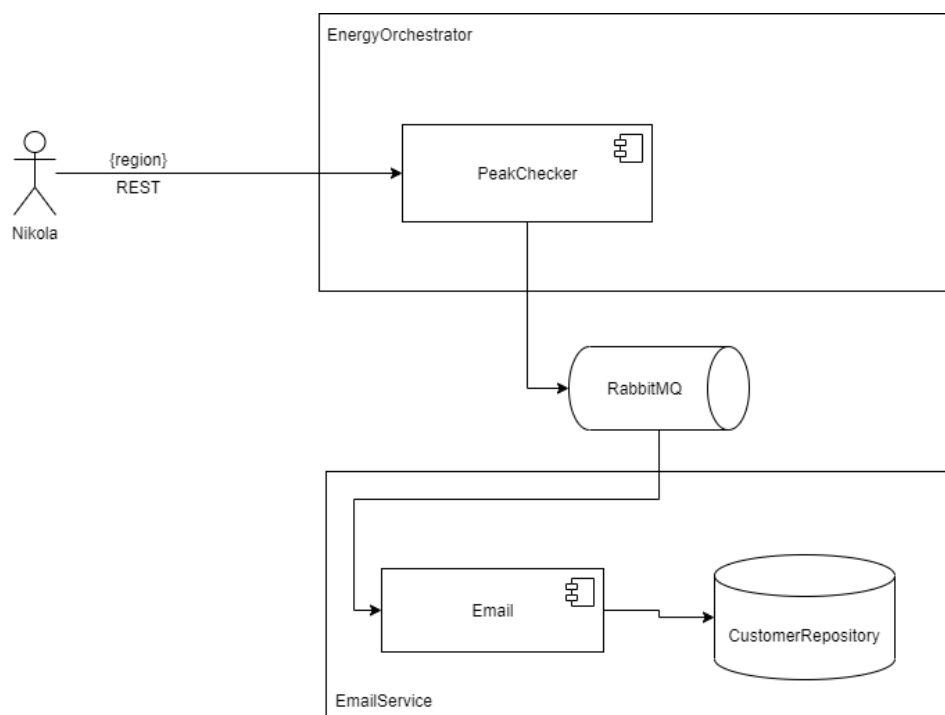 EnergyOrchestrator
{region}
REST
PeakChecker
Nikola
RabbitMQ
Email
CustomerRepository
EmailService